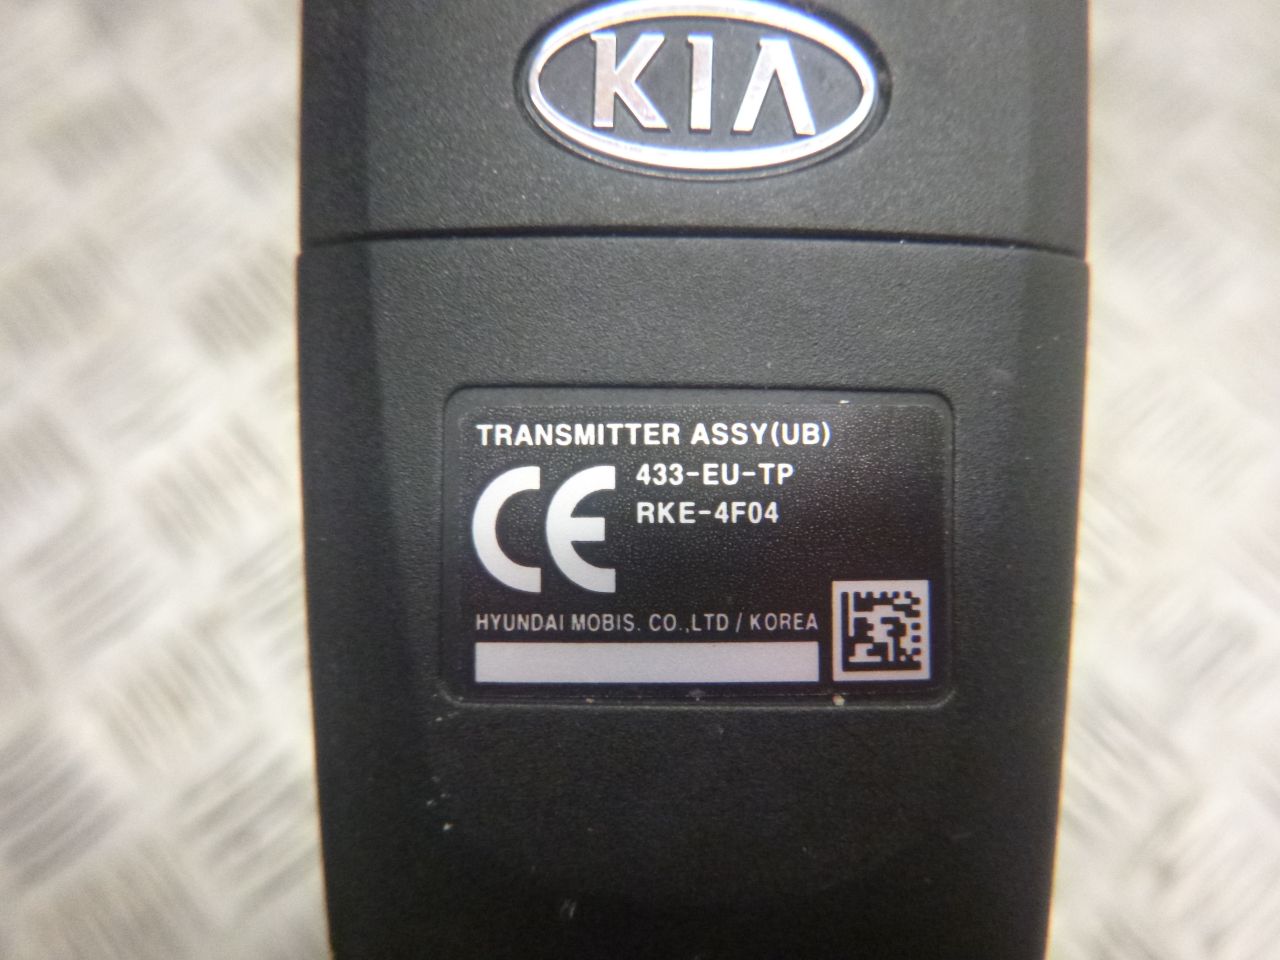 KIA
TRANSMITTER ASSY(UB)
433-EU-TP
RKE-4F04
CE
HYUNDAI MOBIS. CO.,LTD / KOREA